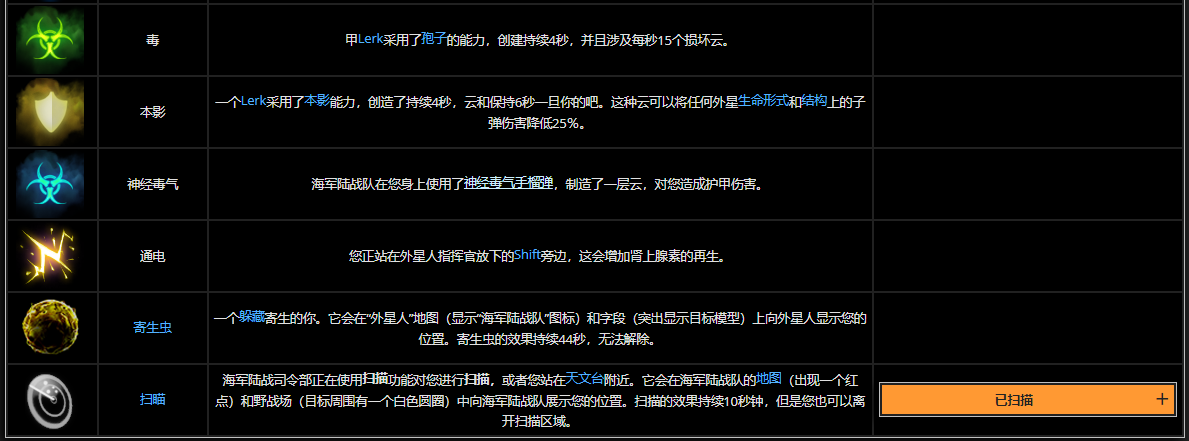 毒
甲Lerk采用了孢子的能力，创建持续4秒，并且涉及每秒15个损坏云。
本影
一个Lerk采用了本影能力，创造了持续4秒，云和保持6秒一旦你的吧。这种云可以将任何外星生命形式和结构上的子
弹伤害降低25％。
神经毒气
海军陆战队在您身上使用了神经毒气手榴弹，制造了一层云，对您造成护甲伤害。
通电
您正站在外星人指挥官放下的Shift旁边，这会增加肾上腺素的再生。
寄生虫
一个躲藏寄生的你。它会在“外星人”地图（显示“海军陆战队”图标）和字段（突出显示目标模型）上向外星人显示您的
位置。寄生虫的效果持续44秒，无法解除。
扫瞄
海军陆战司令部正在使用扫描功能对您进行扫描，或者您站在天文台附近。它会在海军陆战队的地图（出现一个红
点）和野战场（目标周围有一个白色圆圈）中向海军陆战队展示您的位置。扫描的效果持续10秒钟，但是您也可以离
开扫描区域。
已扫描 +